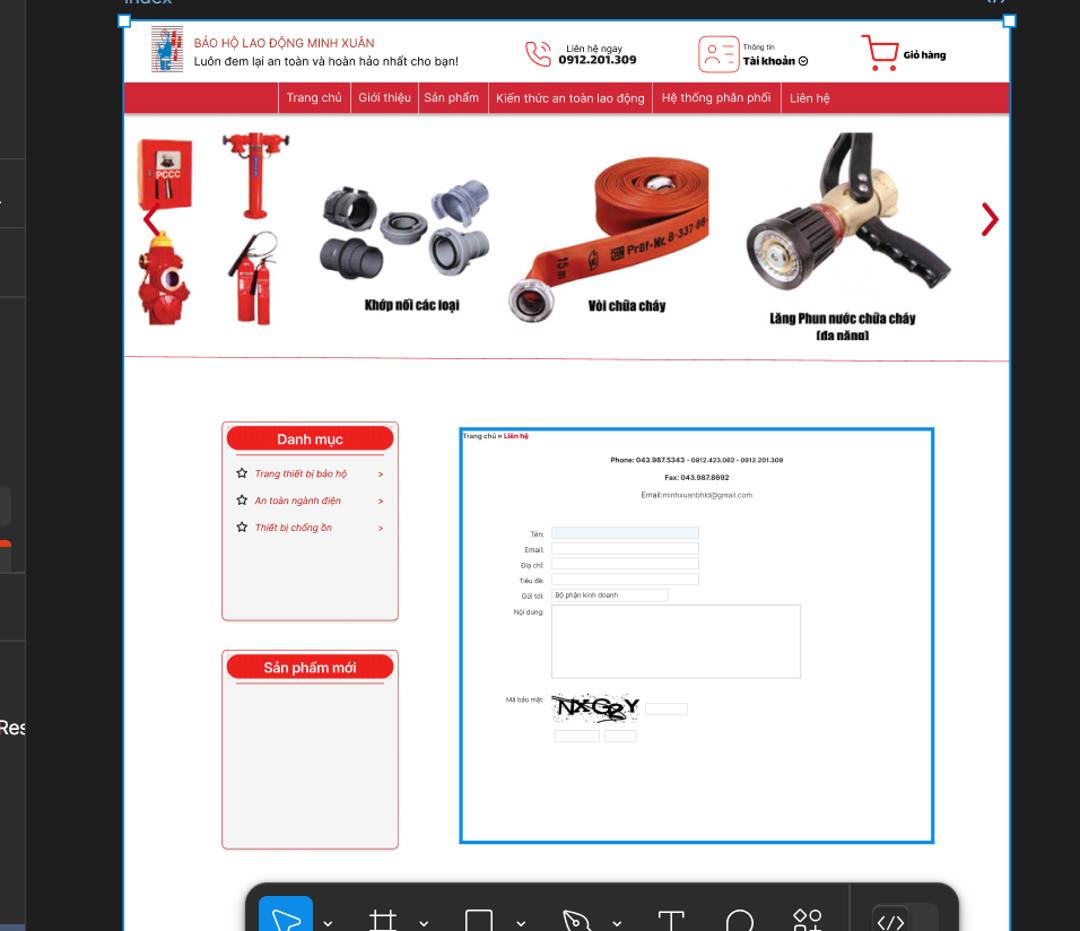 Index
BẢO HỘ LAO ĐỘNG MINH XUÂN
Luôn đem lại an toàn và hoàn hảo nhất cho bạn!
Liên hệ ngay
0912.201.309
Thông tin
Tài khoản
Giỏ hàng
Trang chủ
Giới thiệu
Sản phẩm
Kiến thức an toàn lao động
Hệ thống phân phối
Liên hệ
PCCC
15 m
DIN Prüf-Nr. 8-337-86-
Khớp nối các loại
Vòi chữa cháy
Lăng Phun nước chữa cháy
(đa năng)
Danh mục
Trang thiết bị bảo hộ >
An toàn ngành điện >
Thiết bị chống ồn >
Sản phẩm mới
Trang chủ » Liên hệ
Phone: 043.987.5343 - 0912.423.062 - 0912.201.309
Fax: 043.987.8692
Email:minhxuanbhld@gmail.com
Tên:
Email:
Địa chỉ:
Tiêu đề:
Gửi tới: Bộ phận kinh doanh
Nội dung:
Mã bảo mật: NXG2Y
Res